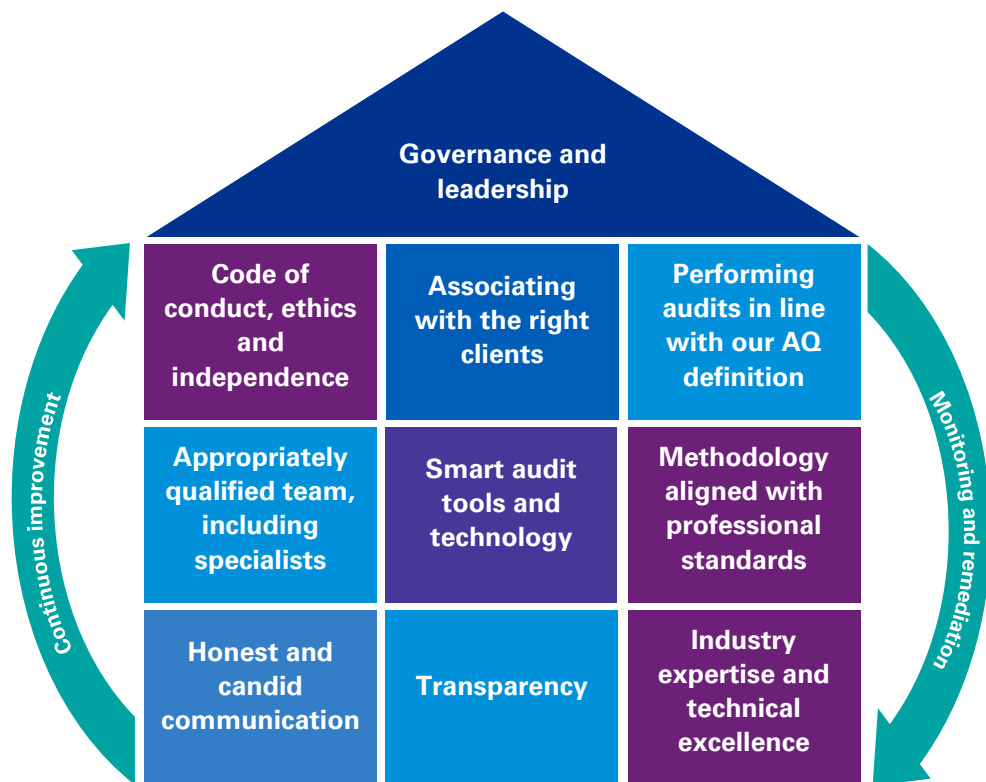 Governance and
leadership
Code of
conduct, ethics
and
independence
Associating
with the right
clients
Performing
audits in line
with our AQ
definition
Appropriately
qualified team,
including
specialists
Smart audit
tools and
technology
Methodology
aligned with
professional
standards
Honest and
candid
communication
Transparency
Industry
expertise and
technical
excellence
Continuous improvement
Monitoring and remediation